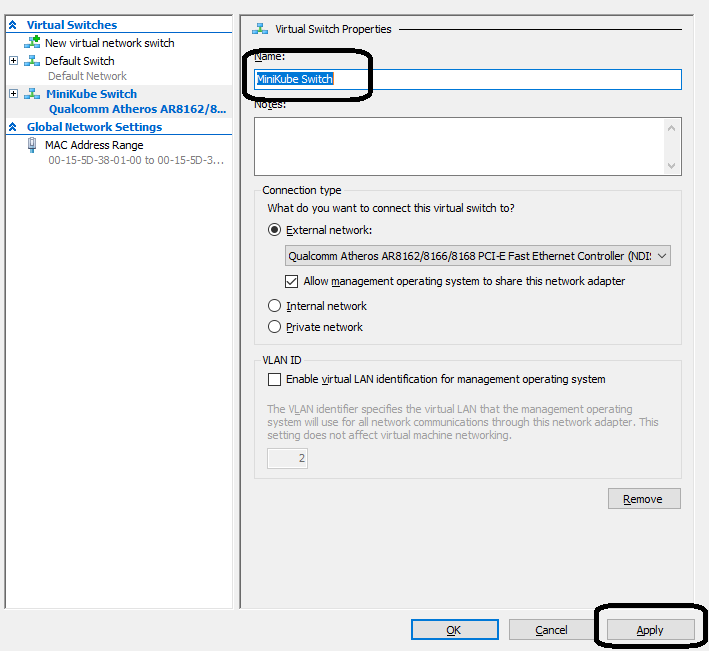 Virtual Switches
New virtual network switch
Default Switch
Default Network
MiniKube Switch
Qualcomm Atheros AR8162/8...
Global Network Settings
MAC Address Range
00-15-5D-38-01-00 to 00-15-5D-3...
Virtual Switch Properties
Name:
MiniKube Switch
Notes:
Connection type
What do you want to connect this virtual switch to?
External network:
Qualcomm Atheros AR8162/8166/8168 PCI-E Fast Ethernet Controller (NDIS
Allow management operating system to share this network adapter
Internal network
Private network
VLAN ID
Enable virtual LAN identification for management operating system
The VLAN identifier specifies the virtual LAN that the management operating
system will use for all network communications through this network adapter. This
setting does not affect virtual machine networking.
2
Remove
OK
Cancel
Apply